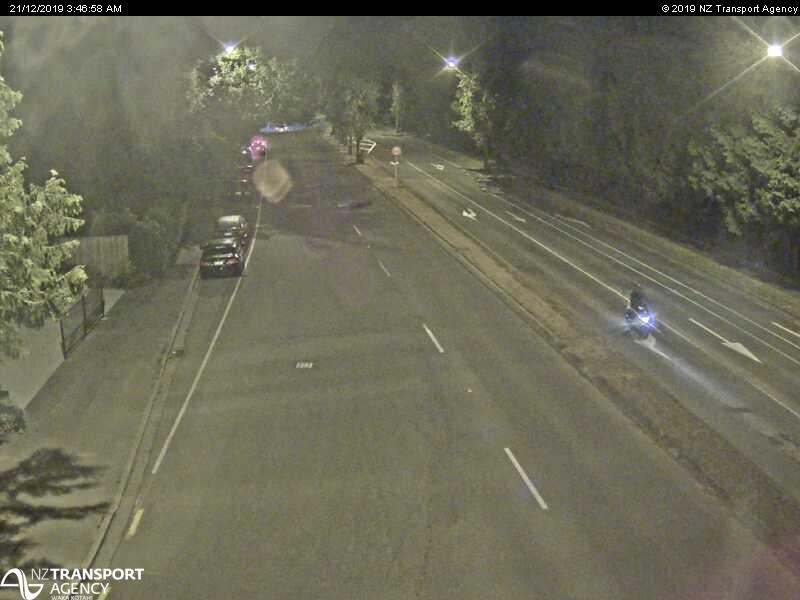 21/12/2019 3:46:58 AM
© 2019 NZ Transport Agency
NZTRANSPORT
AGENCY
WAKA KOTAHI